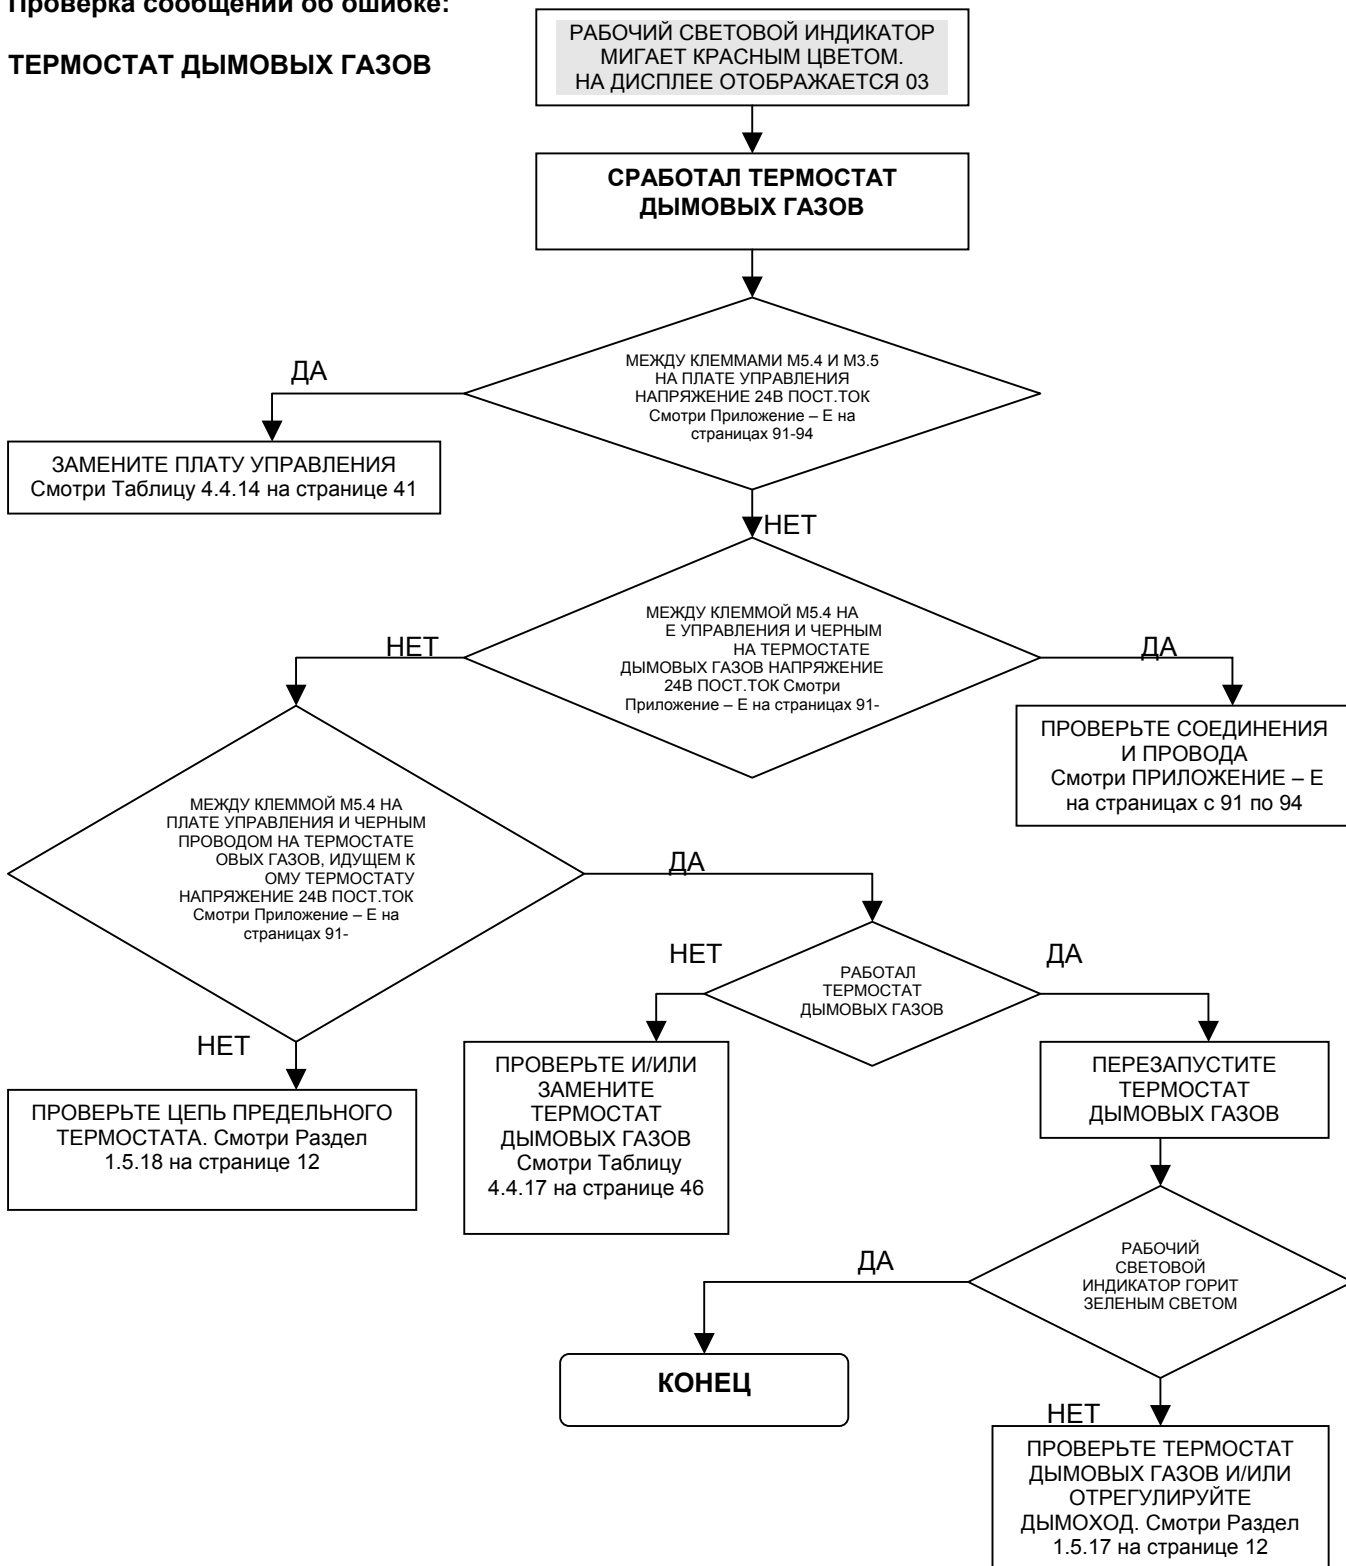 Проверка сообщений об ошибке:
ТЕРМОСТАТ ДЫМОВЫХ ГАЗОВ
РАБОЧИЙ СВЕТОВОЙ ИНДИКАТОР
МИГАЕТ КРАСНЫМ ЦВЕТОМ.
НА ДИСПЛЕЕ ОТОБРАЖАЕТСЯ 03
СРАБОТАЛ ТЕРМОСТАТ
ДЫМОВЫХ ГАЗОВ
МЕЖДУ КЛЕММАМИ М5.4 И М3.5
НА ПЛАТЕ УПРАВЛЕНИЯ
НАПРЯЖЕНИЕ 24В ПОСТ.ТОК
Смотри Приложение – Е на
страницах 91-94
ДА
ЗАМЕНИТЕ ПЛАТУ УПРАВЛЕНИЯ
Смотри Таблицу 4.4.14 на странице 41
НЕТ
МЕЖДУ КЛЕММОЙ М5.4 НА
Е УПРАВЛЕНИЯ И ЧЕРНЫМ
НА ТЕРМОСТАТЕ
ДЫМОВЫХ ГАЗОВ НАПРЯЖЕНИЕ
24В ПОСТ.ТОК Смотри
Приложение – Е на страницах 91-
НЕТ
ДА
ПРОВЕРЬТЕ СОЕДИНЕНИЯ
И ПРОВОДА
Смотри ПРИЛОЖЕНИЕ – Е
на страницах с 91 по 94
МЕЖДУ КЛЕММОЙ М5.4 НА
ПЛАТЕ УПРАВЛЕНИЯ И ЧЕРНЫМ
ПРОВОДОМ НА ТЕРМОСТАТЕ
ОВЫХ ГАЗОВ, ИДУЩЕМ К
ОМУ ТЕРМОСТАТУ
НАПРЯЖЕНИЕ 24В ПОСТ.ТОК
Смотри Приложение – Е на
страницах 91-
ДА
НЕТ
ПРОВЕРЬТЕ ЦЕПЬ ПРЕДЕЛЬНОГО
ТЕРМОСТАТА. Смотри Раздел
1.5.18 на странице 12
РАБОТАЛ
ТЕРМОСТАТ
ДЫМОВЫХ ГАЗОВ
НЕТ
ДА
ПРОВЕРЬТЕ И/ИЛИ
ЗАМЕНИТЕ
ТЕРМОСТАТ
ДЫМОВЫХ ГАЗОВ
Смотри Таблицу
4.4.17 на странице 46
ПЕРЕЗАПУСТИТЕ
ТЕРМОСТАТ
ДЫМОВЫХ ГАЗОВ
РАБОЧИЙ
СВЕТОВОЙ
ИНДИКАТОР ГОРИТ
ЗЕЛЕНЫМ СВЕТОМ
ДА
КОНЕЦ
НЕТ
ПРОВЕРЬТЕ ТЕРМОСТАТ
ДЫМОВЫХ ГАЗОВ И/ИЛИ
ОТРЕГУЛИРУЙТЕ
ДЫМОХОД. Смотри Раздел
1.5.17 на странице 12